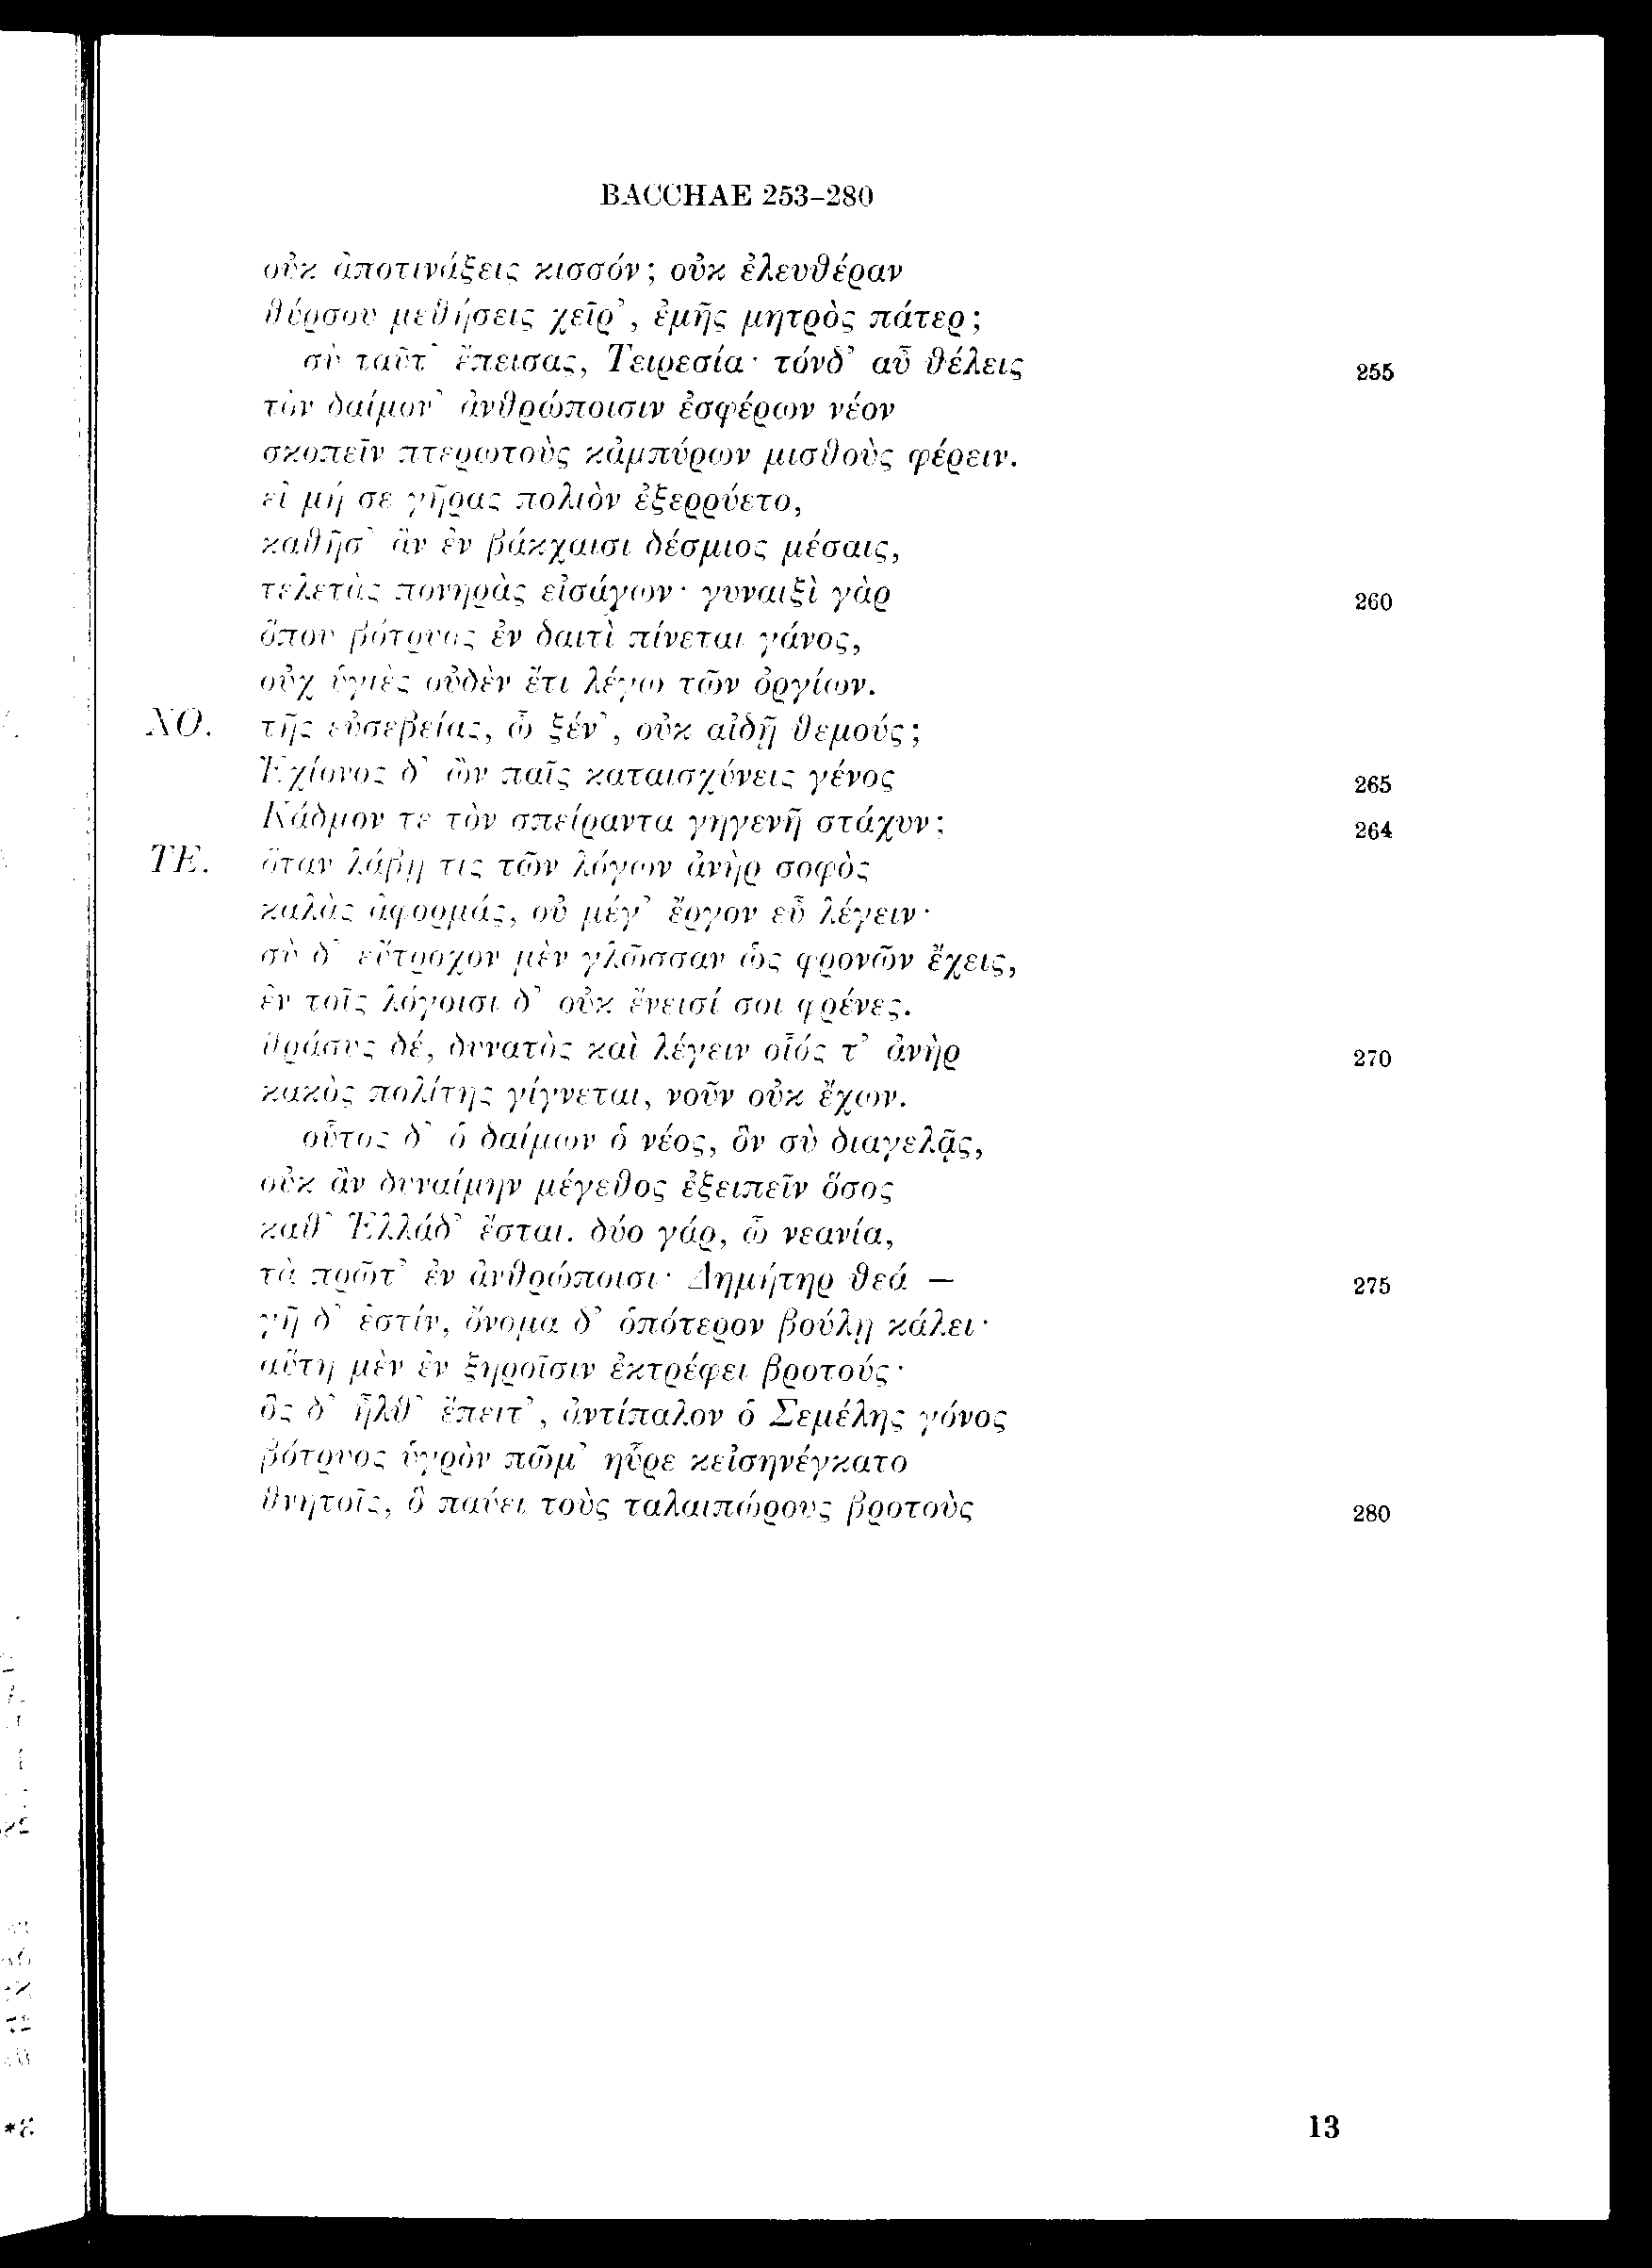 BACCHAE 253–280
οὐκ ἀποτινάξεις κισσόν; οὐκ ἐλευθέραν
θύρσου μεθήσεις χεῖρ’, ἐμῆς μητρὸς πάτερ;
σὺ ταῦτ’ ἔπεισας, Τειρεσία· τόνδ’ αὖ θέλεις 255
τὸν δαίμον’ ἀνθρώποισιν ἐσφέρων νέον
σκοπεῖν πτερωτοὺς κἀμπύρων μισθοὺς φέρειν.
εἰ μή σε γῆρας πολιὸν ἐξερρύετο,
καθῆσ’ ἂν ἐν βάκχαισι δέσμιος μέσαις,
τελετὰς πονηρὰς εἰσάγων· γυναιξὶ γὰρ 260
ὅπου βότρυος ἐν δαιτὶ πίνεται γάνος,
οὐχ ὑγιὲς οὐδὲν ἔτι λέγω τῶν ὀργίων.
ΧΟ. τῆς εὐσεβείας, ὦ ξέν’, οὐκ αἰδῇ θεμούς;
Ἐχίονος δ’ ὢν παῖς καταισχύνεις γένος 265
Κάδμον τε τὸν σπείραντα γηγενῆ στάχυν; 264
ΤΕ. ὅταν λάβῃ τις τῶν λόγων ἀνὴρ σοφὸς
καλὰς ἀφορμάς, οὐ μέγ’ ἔργον εὖ λέγειν·
σὺ δ’ εὔτροχον μὲν γλῶσσαν ὡς φρονῶν ἔχεις,
ἐν τοῖς λόγοισι δ’ οὐκ ἔνεισί σοι φρένες.
θράσυς δέ, δυνατὸς καὶ λέγειν οἷός τ’ ἀνὴρ 270
κακὸς πολίτης γίγνεται, νοῦν οὐκ ἔχων.
οὗτος δ’ ὁ δαίμων ὁ νέος, ὃν σὺ διαγελᾷς,
οὐκ ἂν δυναίμην μέγεθος ἐξειπεῖν ὅσος
καθ’ Ἑλλάδ’ ἔσται. δύο γάρ, ὦ νεανία,
τὰ πρῶτ’ ἐν ἀνθρώποισι· Δημήτηρ θεά – 275
γῆ δ’ ἐστίν, ὄνομα δ’ ὁπότερον βούλῃ κάλει·
αὕτη μὲν ἐν ξηροῖσιν ἐκτρέφει βροτούς·
ὃς δ’ ἦλθ’ ἔπειτ’, ἀντίπαλον ὁ Σεμέλης γόνος
βότρυος ὑγρὸν πῶμ’ ηὗρε κεἰσηνέγκατο
θνητοῖς, ὃ παύει τοὺς ταλαιπώρους βροτοὺς 280
13